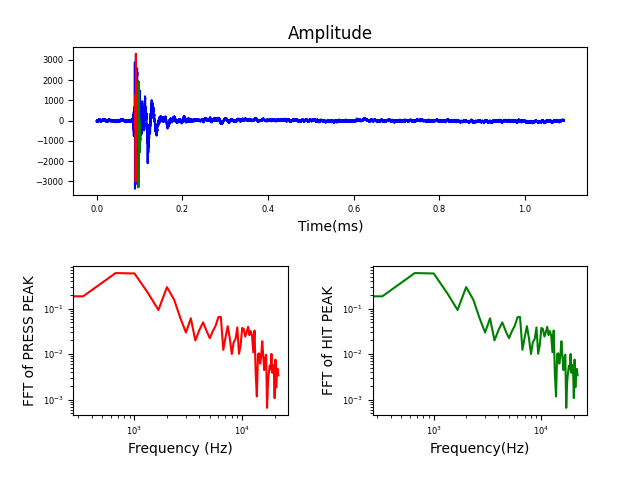 Amplitude
3000
2000
1000
0
−1000
−2000
−3000
0.0 0.2 0.4 0.6 0.8 1.0
Time(ms)
FFT of PRESS PEAK
10⁻¹
10⁻²
10⁻³
10³ 10⁴
Frequency (Hz)
FFT of HIT PEAK
10⁻¹
10⁻²
10⁻³
10³ 10⁴
Frequency(Hz)